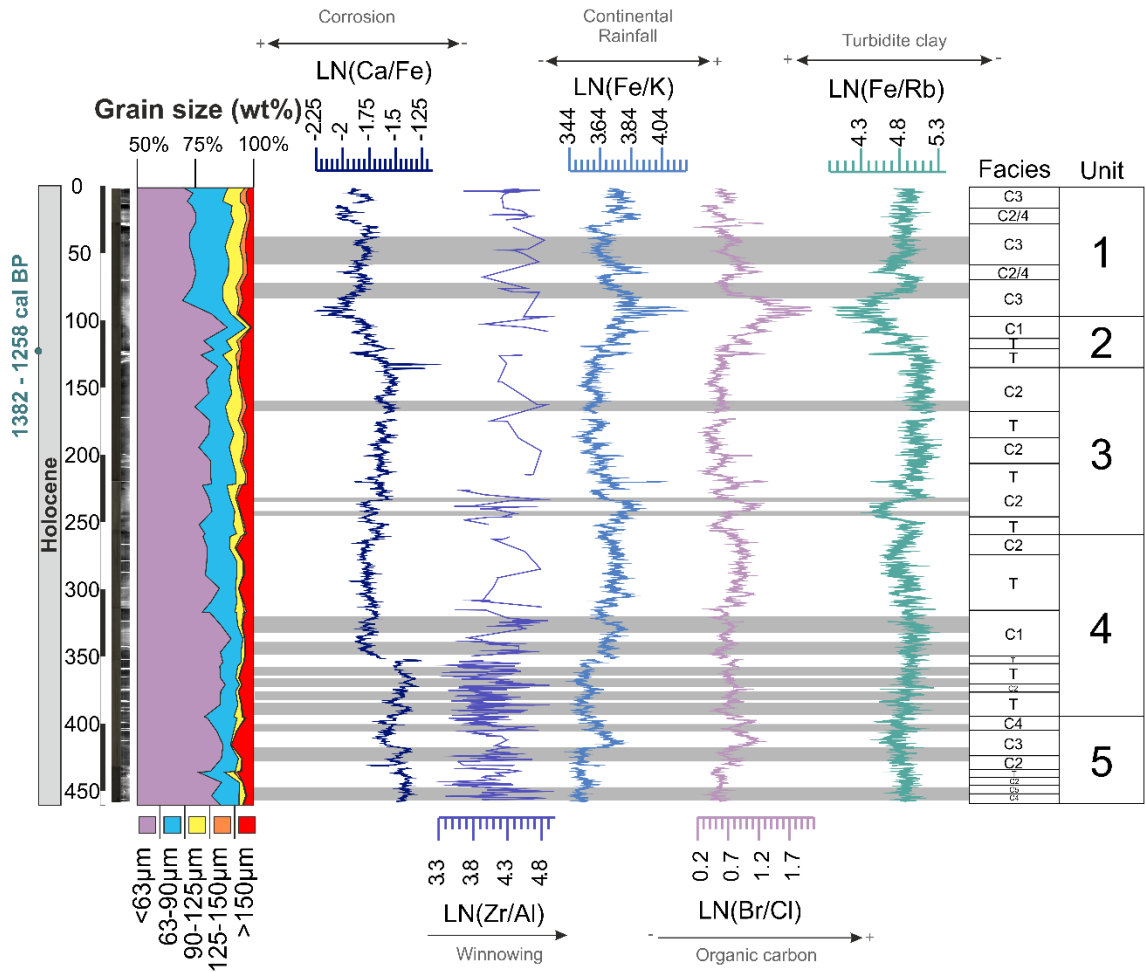 Corrosion
+ -
Continental
Rainfall
- +
Turbidite clay
+ -
LN(Ca/Fe)
LN(Fe/K)
LN(Fe/Rb)
Grain size (wt%)
50% 75% 100%
-2.25 -2 -1.75 -1.5 -1.25
344 3.64 3.84 4.04
4.3 4.8 5.3
Facies Unit
0
50
100
150
200
250
300
350
400
450
1382 - 1258 cal BP
Holocene
C3
C2/4
C3
C2/4
C3
C1
T
T
C2
T
C2
T
C2
T
C2
T
C1
T
T
C2
T
C4
C3
C2
T
C2
C5
C4
1
2
3
4
5
<63µm
63-90µm
90-125µm
125-150µm
>150µm
3.3 3.8 4.3 4.8
0.2 0.7 1.2 1.7
LN(Zr/Al)
LN(Br/Cl)
Winnowing
- +
Organic carbon